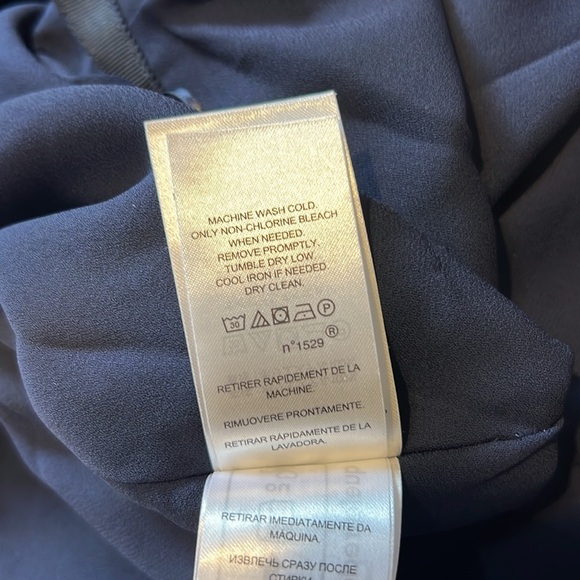 MACHINE WASH COLD.
ONLY NON-CHLORINE BLEACH
WHEN NEEDED.
REMOVE PROMPTLY.
TUMBLE DRY LOW
COOL IRON IF NEEDED
DRY CLEAN.
30 P
n°1529 ®
RETIRER RAPIDEMENT DE LA
MACHINE.
RIMUOVERE PRONTAMENTE.
RETIRAR RÁPIDAMENTE DE LA
LAVADORA.
RETIRAR IMEDIATAMENTE DA
MÁQUINA.
ИЗВЛЕЧЬ СРАЗУ ПОСЛЕ
СТИРКИ